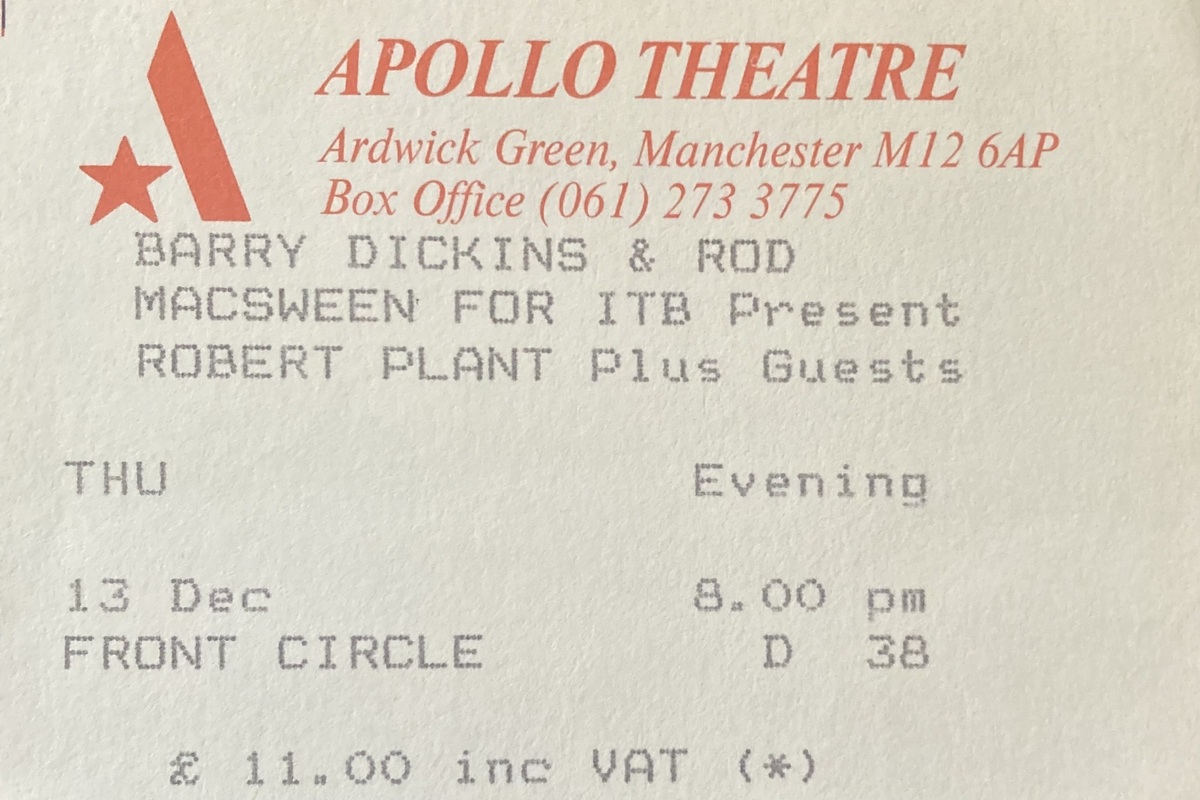 APOLLO THEATRE
Ardwick Green, Manchester M12 6AP
Box Office (061) 273 3775
BARRY DICKINS & ROD
MACSWEEN FOR ITB Present
ROBERT PLANT Plus Guests
THU Evening
13 Dec 8.00 pm
FRONT CIRCLE D 38
£ 11.00 inc VAT (*)